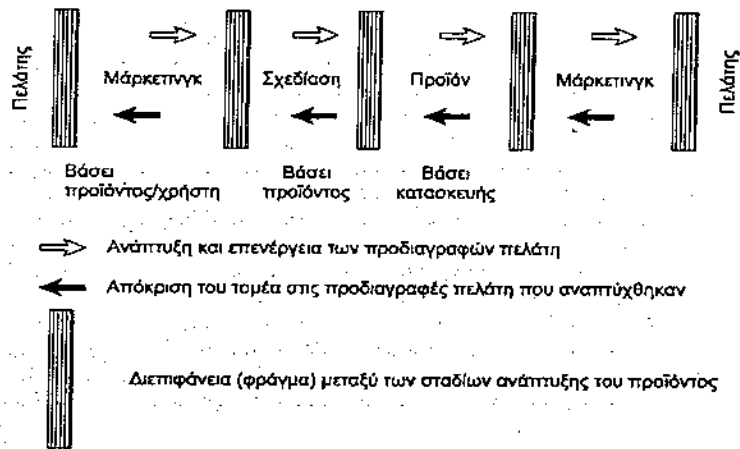 Πελάτης
Μάρκετινγκ
Σχεδίαση
Προϊόν
Μάρκετινγκ
Πελάτης
Βάσει
προϊόντος/χρήστη
Βάσει
προϊόντος
Βάσει
κατασκευής
Ανάπτυξη και επενέργεια των προδιαγραφών πελάτη
Απόκριση του τομέα στις προδιαγραφές πελάτη που αναπτύχθηκαν
Διεπιφάνεια (φράγμα) μεταξύ των σταδίων ανάπτυξης του προϊόντος